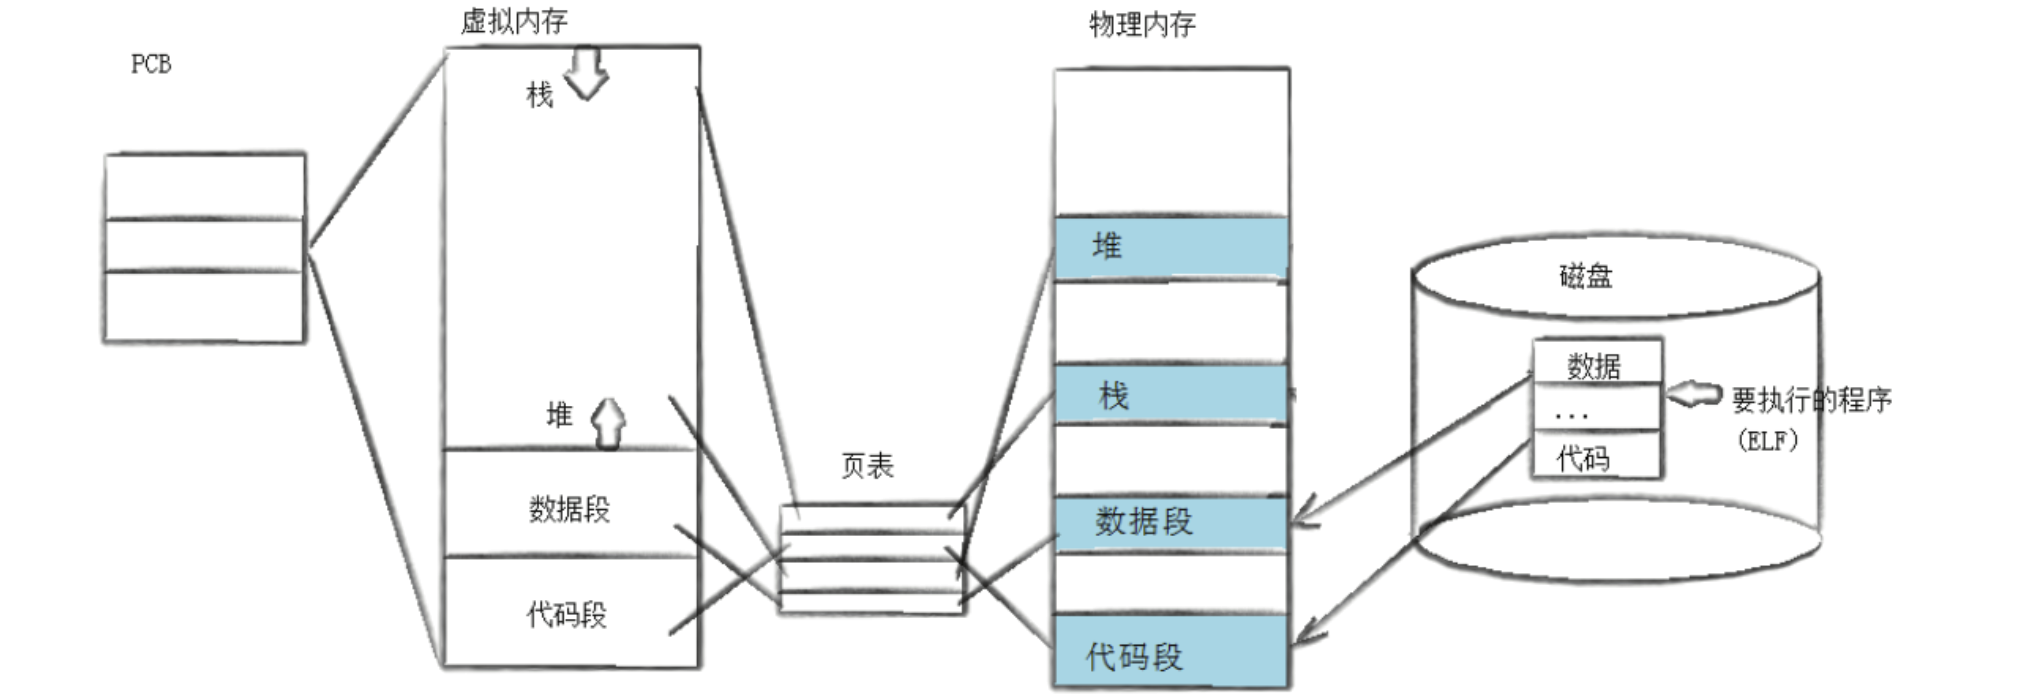 PCB
虚拟内存
栈
堆
数据段
代码段
页表
物理内存
堆
栈
数据段
代码段
磁盘
数据
...
代码
要执行的程序
(ELF)